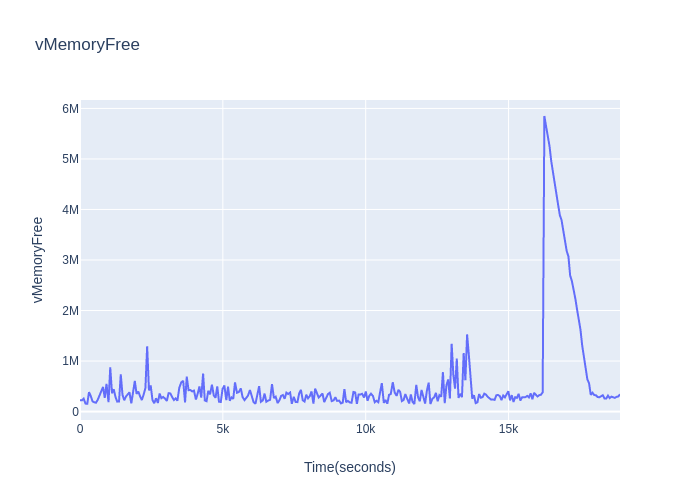 vMemoryFree
6M
5M
4M
3M
2M
1M
0
vMemoryFree
0
5k
10k
15k
Time(seconds)